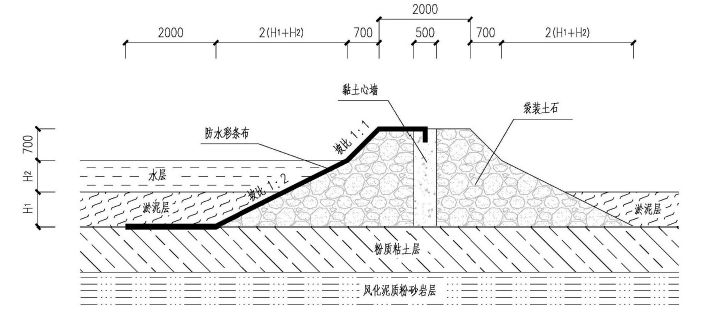 2000
2000
2(H1+H2)
700
500
700
2(H1+H2)
黏土心墙
袋装土石
防水彩条布
坡比 1：1
坡比 1：2
700
H2
H1
水层
淤泥层
淤泥层
粉质粘土层
风化泥质粉砂岩层